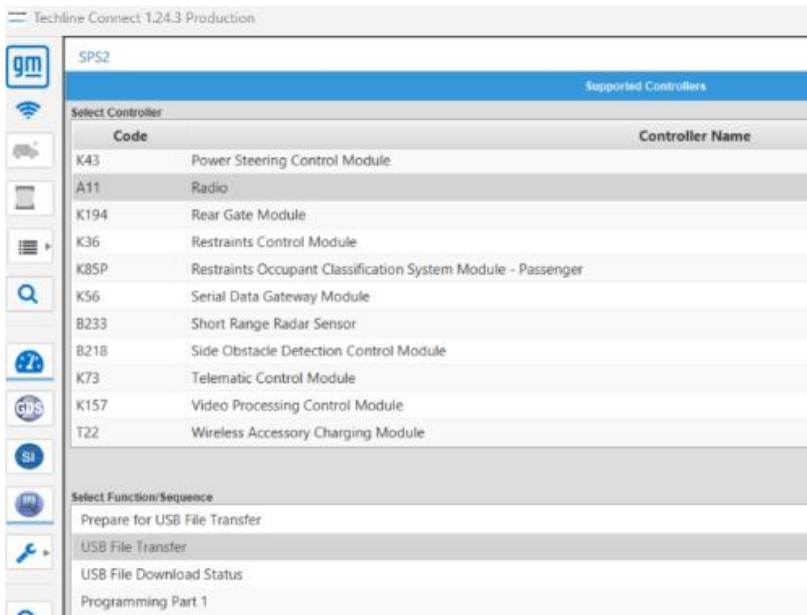 Techline Connect 1.24.3 Production
gm
SPS2
Supported Controllers
Select Controller
Code Controller Name
K43 Power Steering Control Module
A11 Radio
K194 Rear Gate Module
K36 Restraints Control Module
K85P Restraints Occupant Classification System Module - Passenger
K56 Serial Data Gateway Module
B233 Short Range Radar Sensor
B218 Side Obstacle Detection Control Module
K73 Telematic Control Module
K157 Video Processing Control Module
T22 Wireless Accessory Charging Module
GDS
SI
Select Function/Sequence
Prepare for USB File Transfer
USB File Transfer
USB File Download Status
Programming Part 1